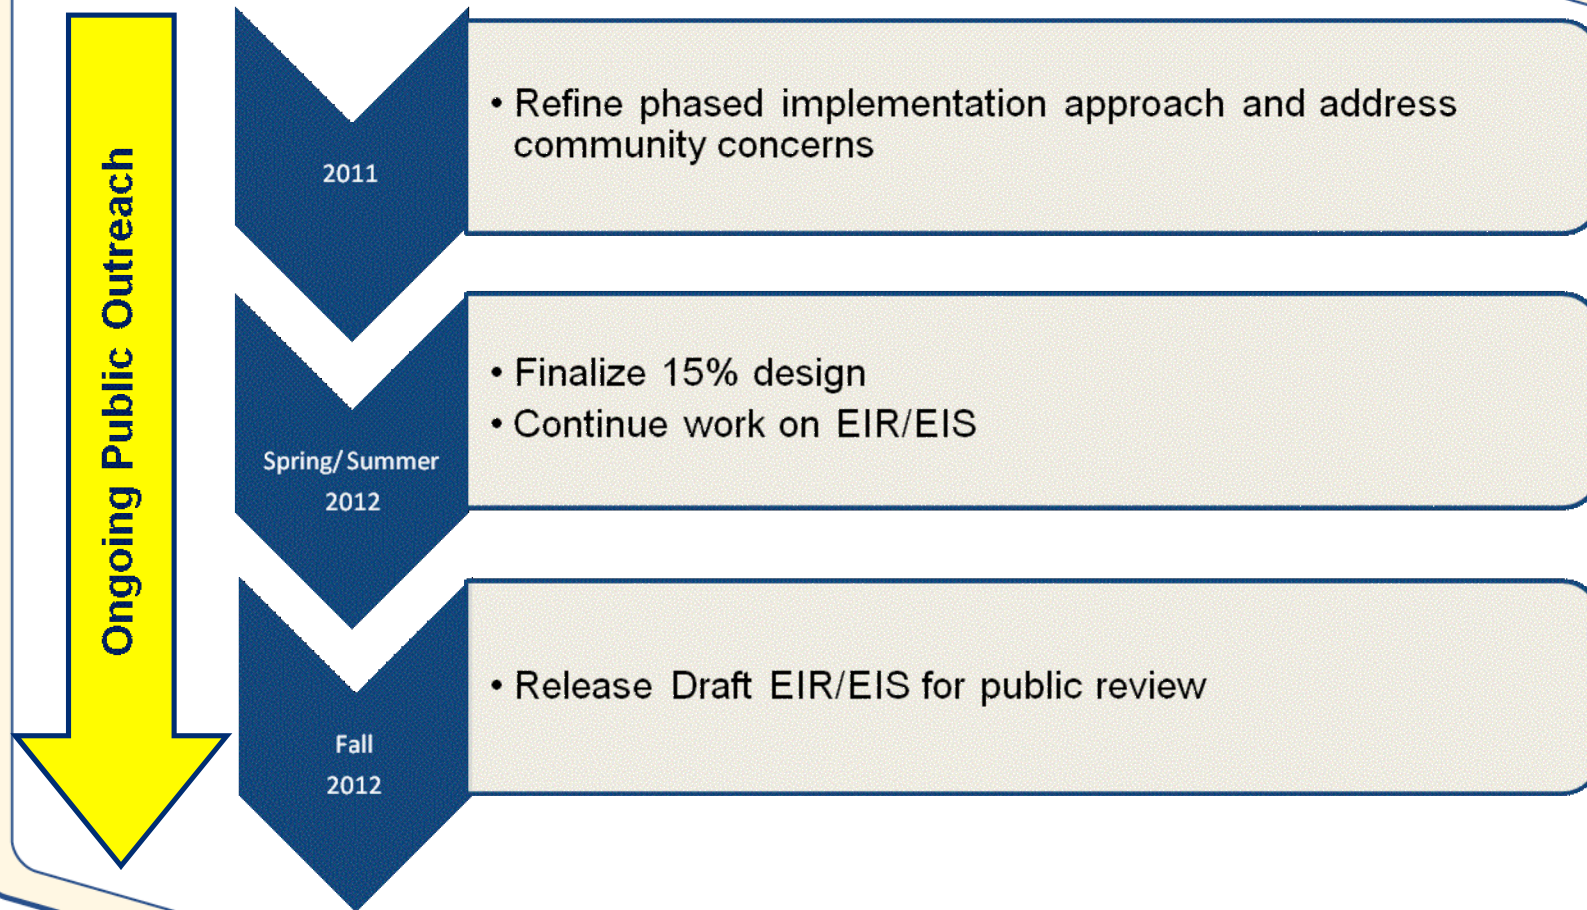 Ongoing Public Outreach
2011
• Refine phased implementation approach and address
community concerns
Spring/Summer
2012
• Finalize 15% design
• Continue work on EIR/EIS
Fall
2012
• Release Draft EIR/EIS for public review